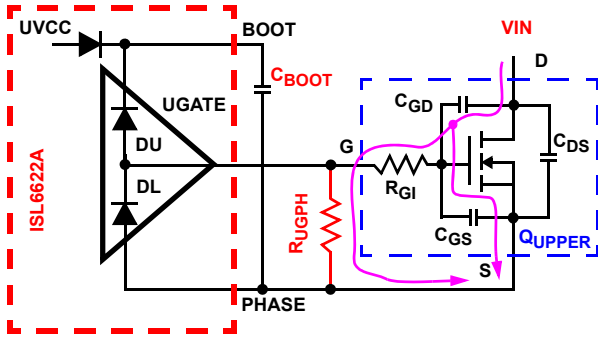 UVCC
BOOT
VIN
D
CBOOT
UGATE
CGD
DU
G
CDS
DL
RGI
ISL6622A
RUGPH
CGS
QUPPER
S
PHASE